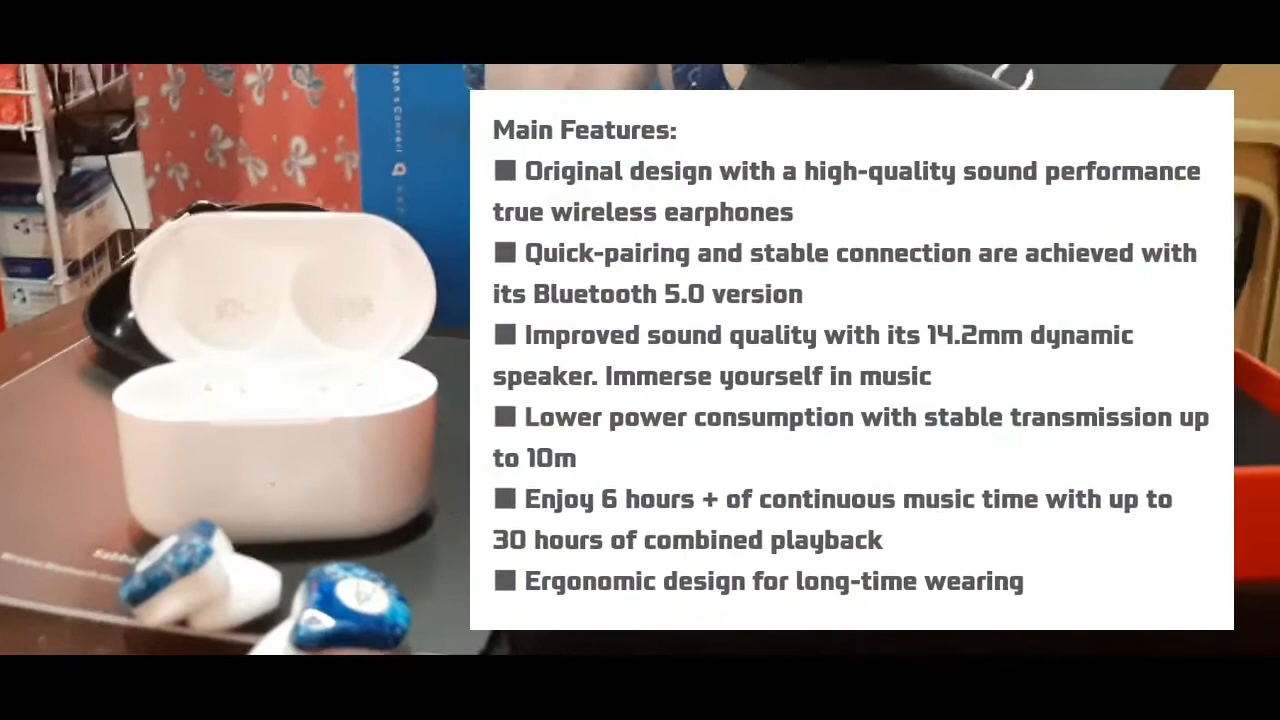 Main Features:
■ Original design with a high-quality sound performance
true wireless earphones
■ Quick-pairing and stable connection are achieved with
its Bluetooth 5.0 version
■ Improved sound quality with its 14.2mm dynamic
speaker. Immerse yourself in music
■ Lower power consumption with stable transmission up
to 10m
■ Enjoy 6 hours + of continuous music time with up to
30 hours of combined playback
■ Ergonomic design for long-time wearing